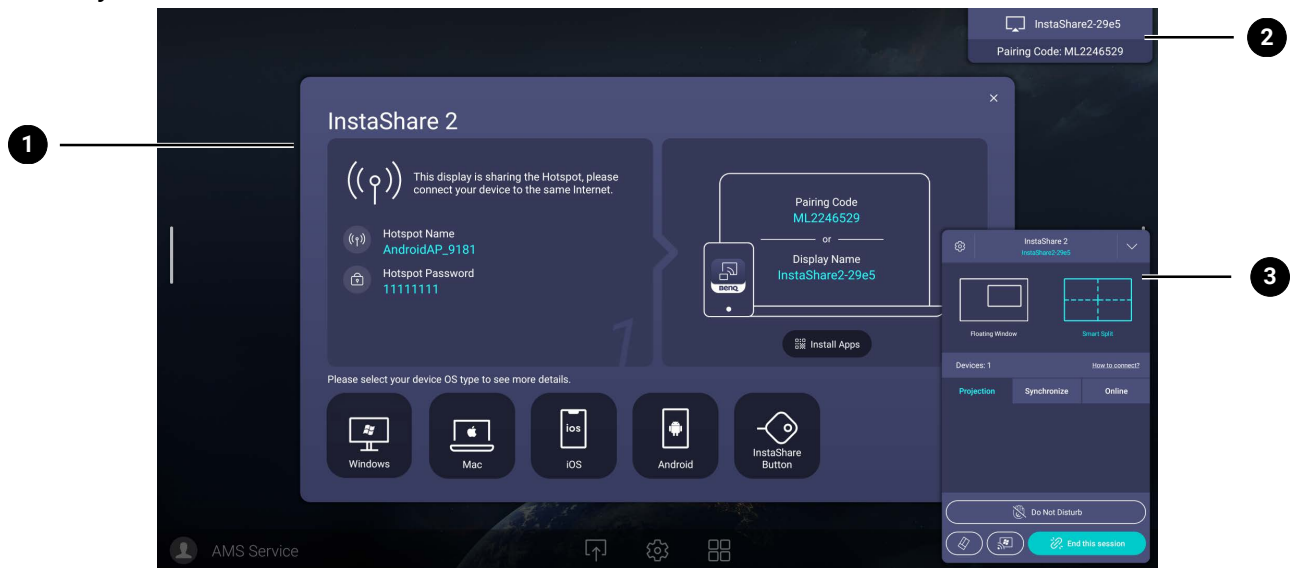 InstaShare2-29e5
Pairing Code: ML2246529
2
1
InstaShare 2
This display is sharing the Hotspot, please
connect your device to the same Internet.
Hotspot Name
AndroidAP_9181
Hotspot Password
11111111
1
Pairing Code
ML2246529
or
Display Name
InstaShare2-29e5
BenQ
Install Apps
Please select your device OS type to see more details.
Windows
Mac
ios
iOS
Android
InstaShare
Button
3
InstaShare 2
InstaShare2-29e5
Floating Window
Smart Split
Devices: 1
How to connect?
Projection
Synchronize
Online
Do Not Disturb
End this session
AMS Service